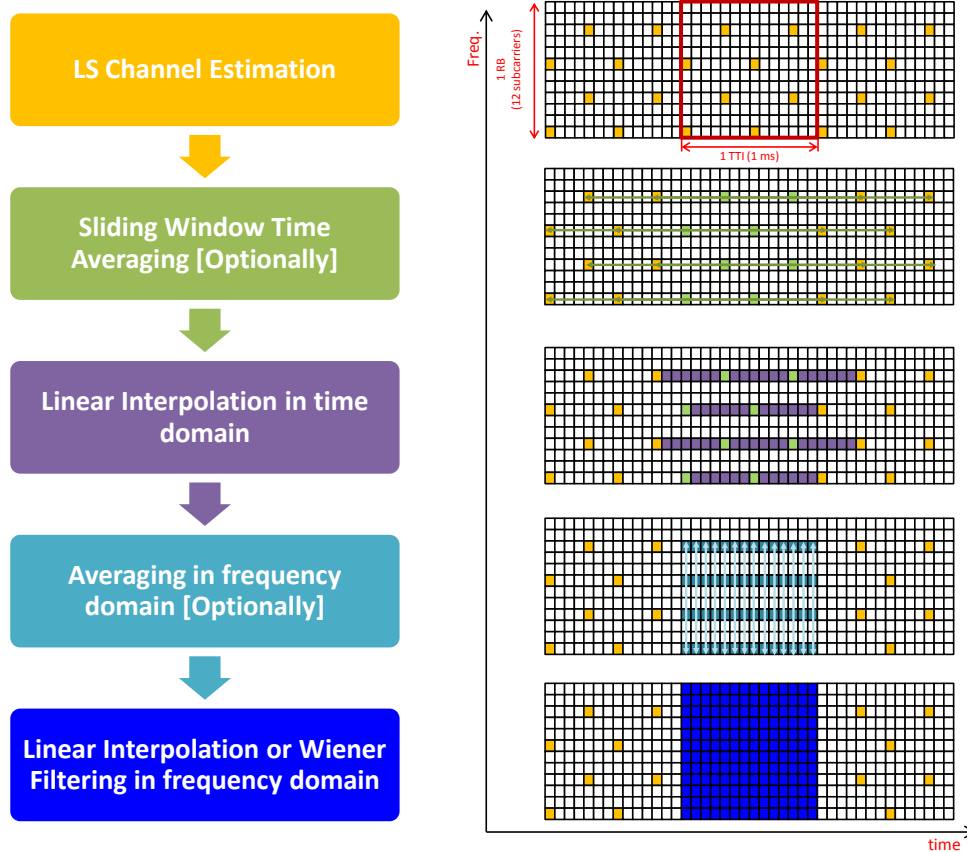 LS Channel Estimation
Sliding Window Time
Averaging [Optionally]
Linear Interpolation in time
domain
Averaging in frequency
domain [Optionally]
Linear Interpolation or Wiener
Filtering in frequency domain
Freq.
1 RB
(12 subcarriers)
1 TTI (1 ms)
time